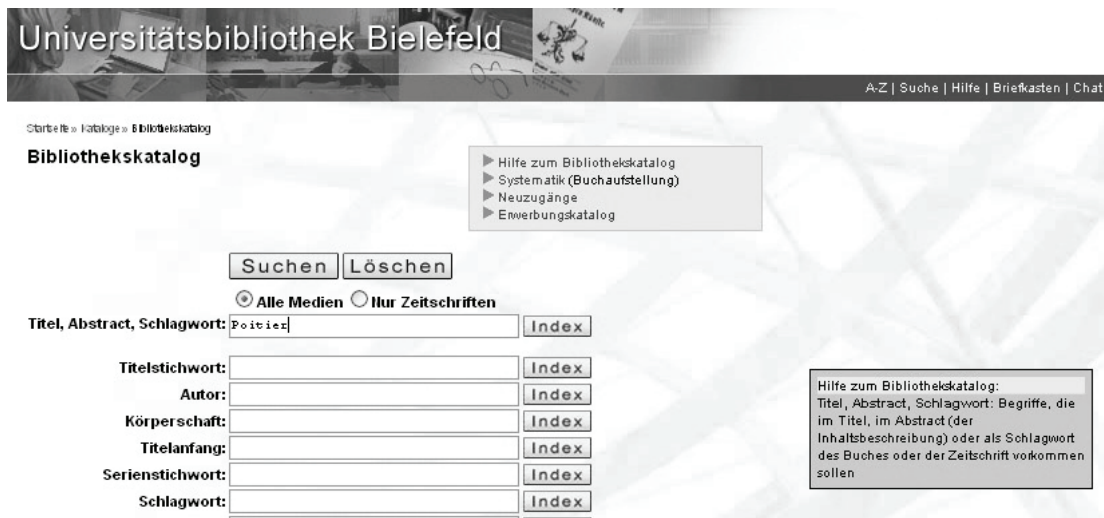 Universitätsbibliothek Bielefeld
A-Z | Suche | Hilfe | Briefkasten | Chat
Startseite » Kataloge » Bibliothekskatalog
Bibliothekskatalog
Hilfe zum Bibliothekskatalog
Systematik (Buchaufstellung)
Neuzugänge
Erwerbungskatalog
Suchen Löschen
Alle Medien Nur Zeitschriften
Titel, Abstract, Schlagwort: Poitier Index
Titelstichwort: Index
Autor: Index
Körperschaft: Index
Titelanfang: Index
Serienstichwort: Index
Schlagwort: Index
Hilfe zum Bibliothekskatalog:
Titel, Abstract, Schlagwort: Begriffe, die
im Titel, im Abstract (der
Inhaltsbeschreibung) oder als Schlagwort
des Buches oder der Zeitschrift vorkommen
sollen